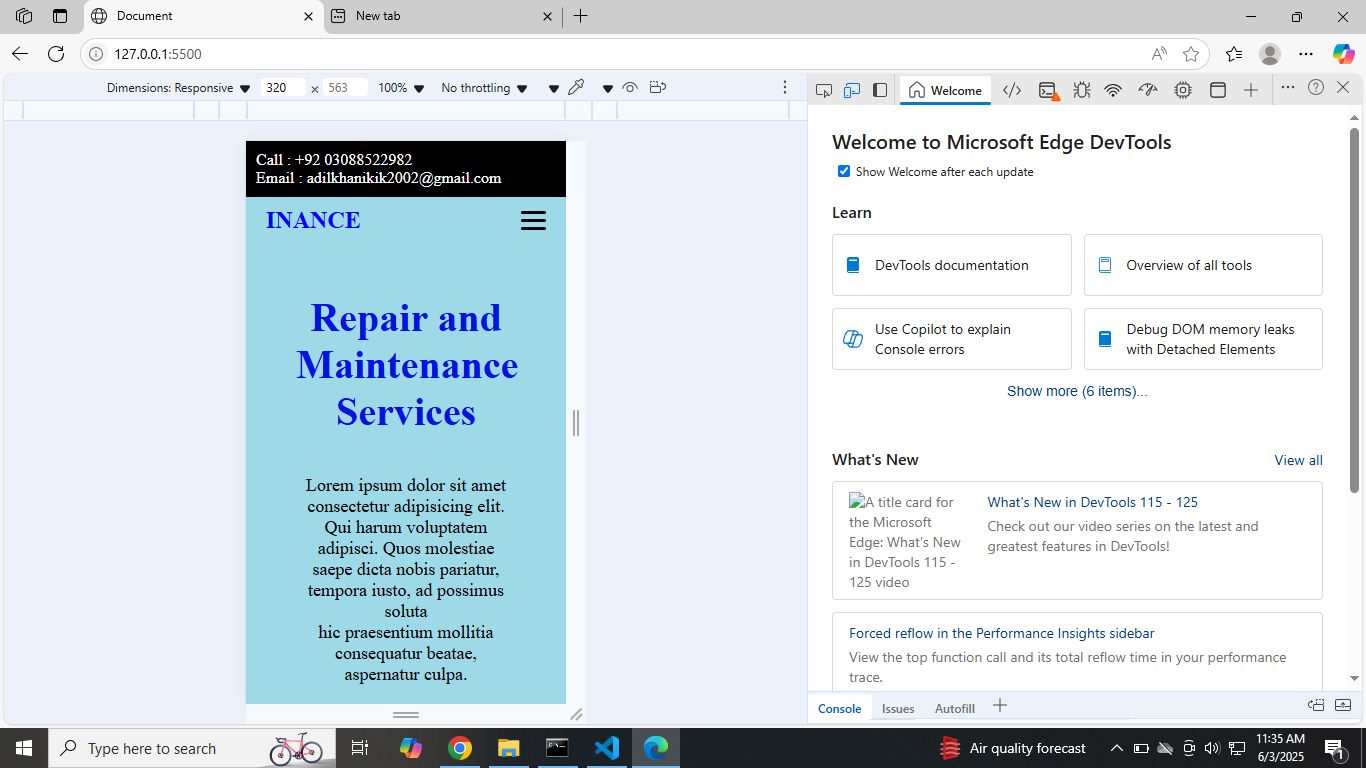 Document
New tab
127.0.0.1:5500
Dimensions: Responsive
320
×
563
100%
No throttling
Welcome
Call : +92 03088522982
Email : adilkhanikik2002@gmail.com
INANCE
Repair and
Maintenance
Services
Lorem ipsum dolor sit amet
consectetur adipisicing elit.
Qui harum voluptatem
adipisci. Quos molestiae
saepe dicta nobis pariatur,
tempora iusto, ad possimus
soluta
hic praesentium mollitia
consequatur beatae,
aspernatur culpa.
Welcome to Microsoft Edge DevTools
Show Welcome after each update
Learn
DevTools documentation
Overview of all tools
Use Copilot to explain
Console errors
Debug DOM memory leaks
with Detached Elements
Show more (6 items)...
What's New
View all
A title card for
the Microsoft
Edge: What's New
in DevTools 115 -
125 video
What's New in DevTools 115 - 125
Check out our video series on the latest and
greatest features in DevTools!
Forced reflow in the Performance Insights sidebar
View the top function call and its total reflow time in your performance
trace.
Console
Issues
Autofill
Type here to search
Air quality forecast
11:35 AM
6/3/2025
1